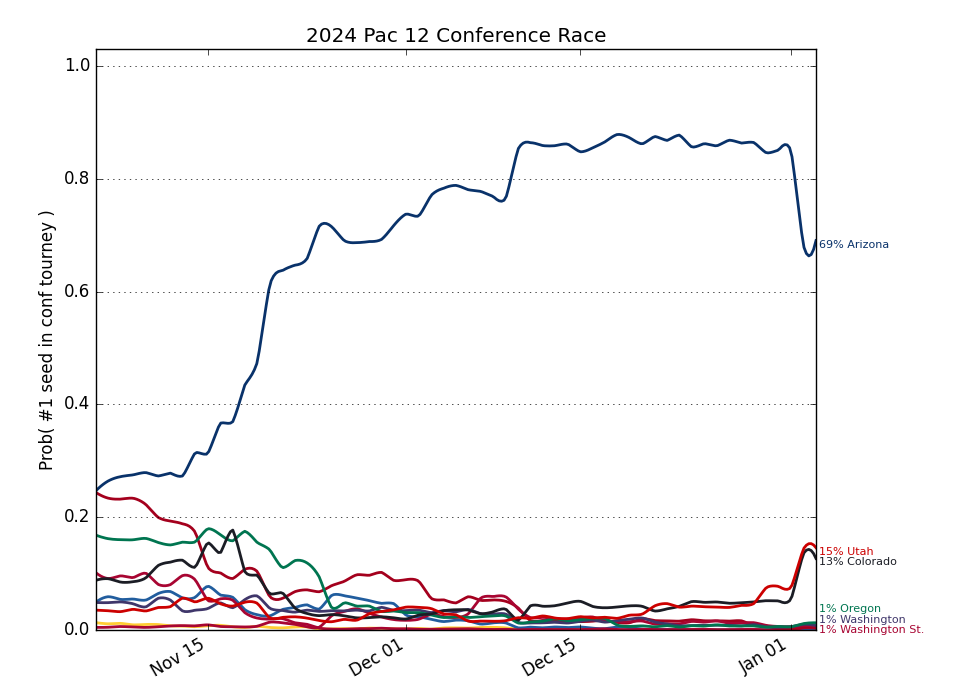 2024 Pac 12 Conference Race
Prob( #1 seed in conf tourney )
1.0
0.8
0.6
0.4
0.2
0.0
Nov 15
Dec 01
Dec 15
Jan 01
69% Arizona
15% Utah
13% Colorado
1% Oregon
1% Washington
1% Washington St.